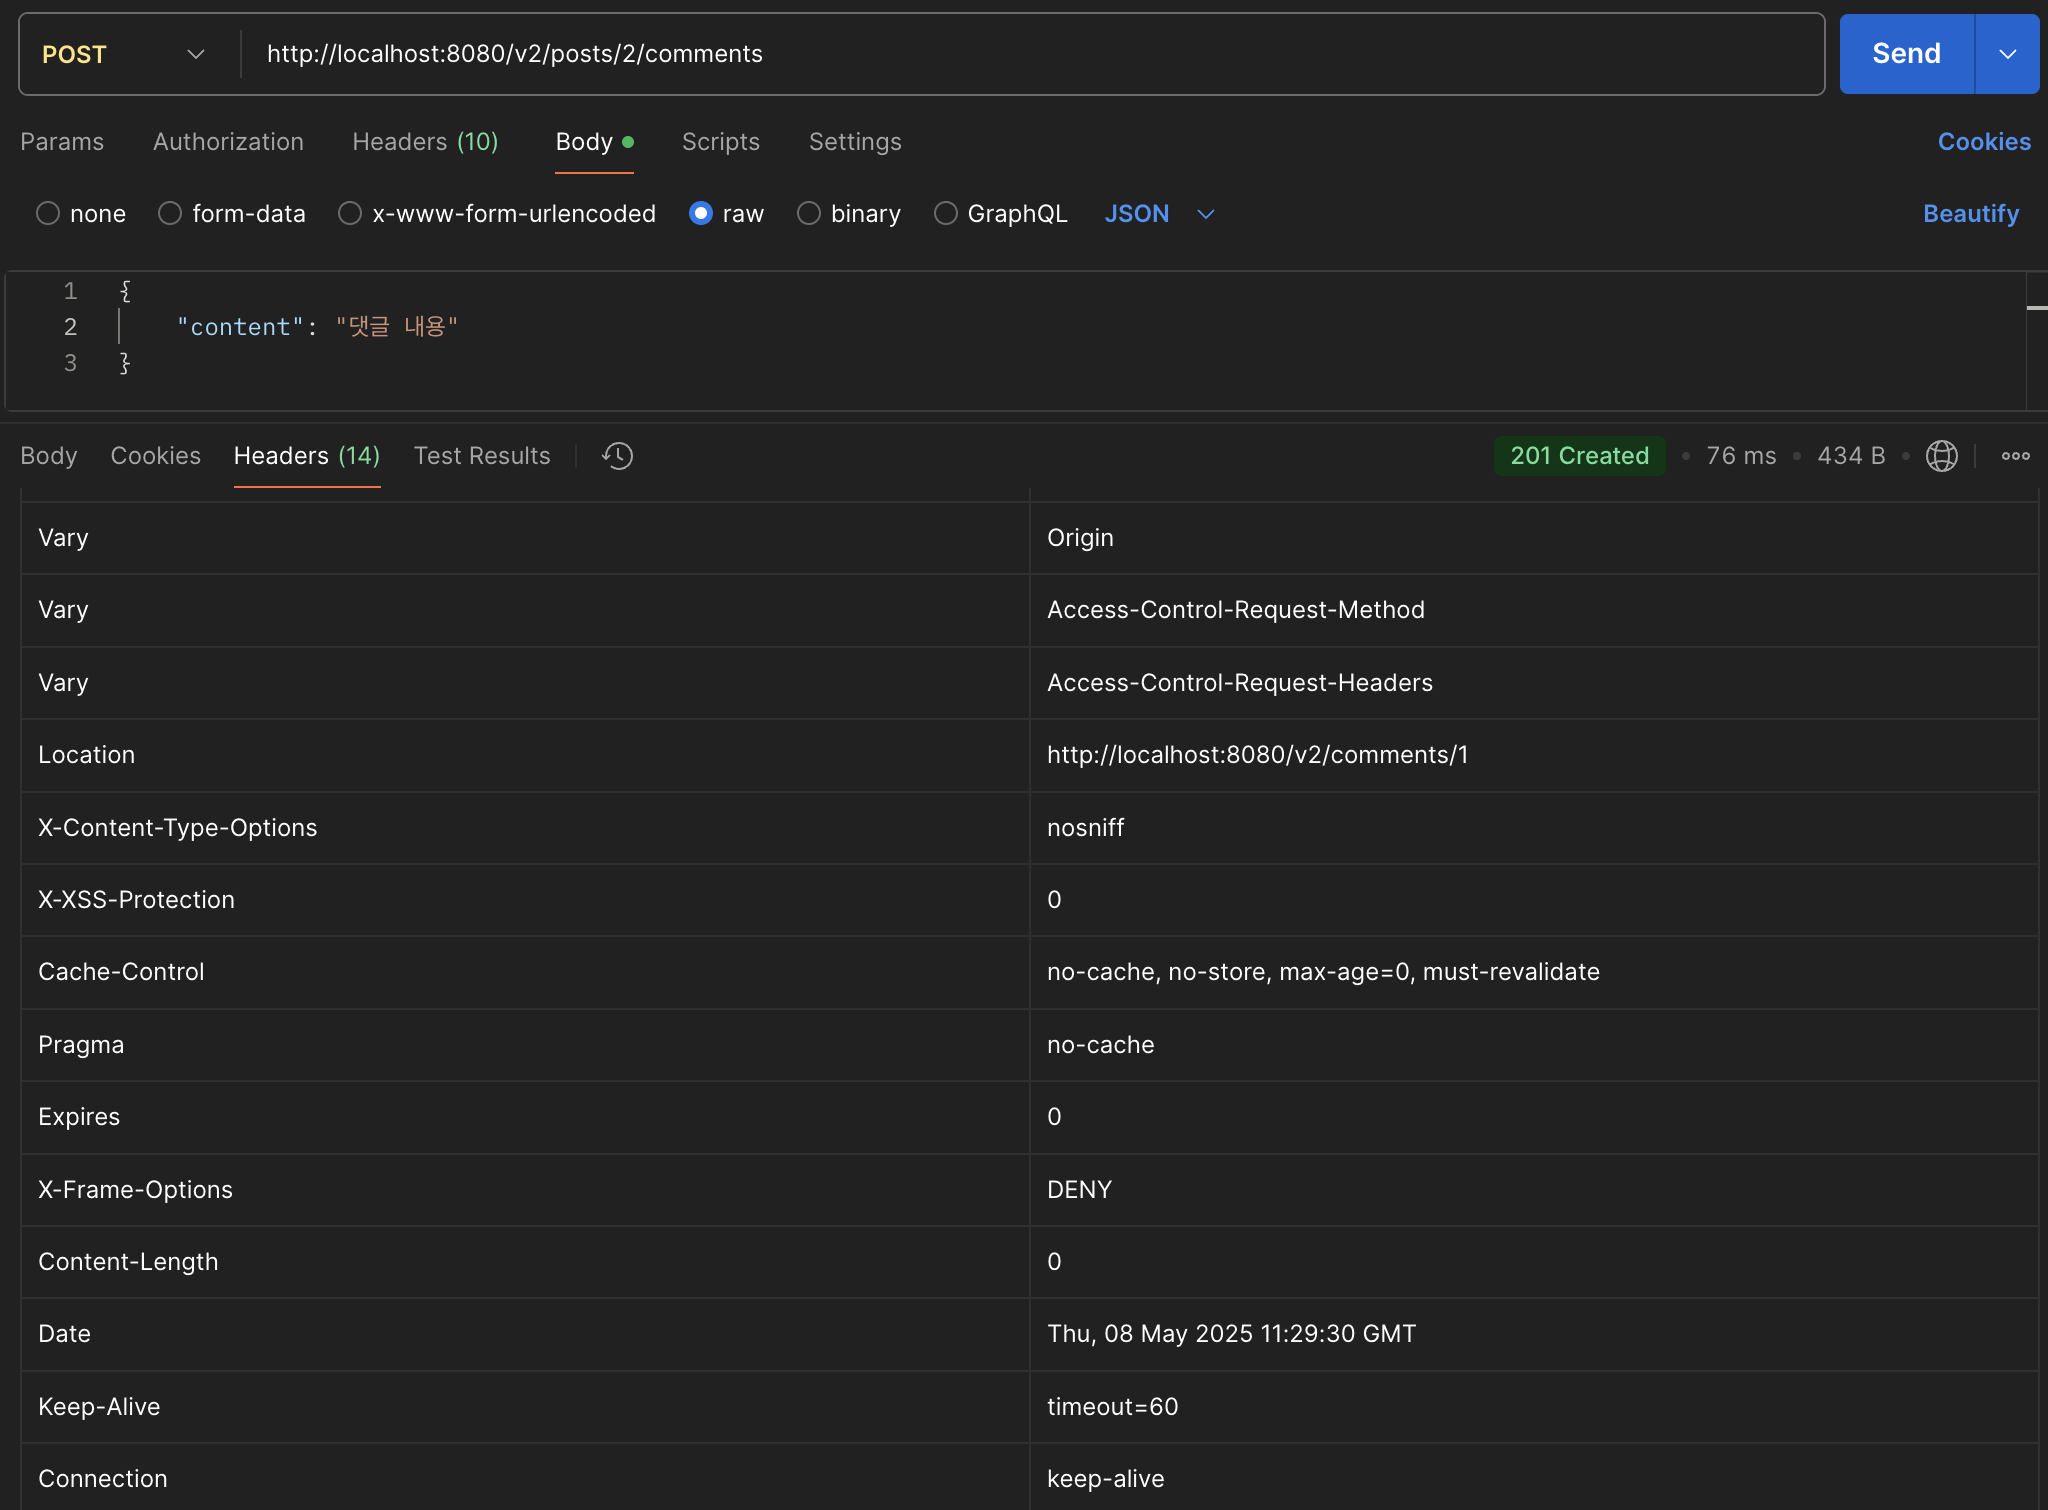 POST http://localhost:8080/v2/posts/2/comments Send
Params Authorization Headers (10) Body Scripts Settings Cookies
none form-data x-www-form-urlencoded raw binary GraphQL JSON Beautify
1 {
2 "content": "댓글 내용"
3 }
Body Cookies Headers (14) Test Results 201 Created • 76 ms • 434 B •
Vary Origin
Vary Access-Control-Request-Method
Vary Access-Control-Request-Headers
Location http://localhost:8080/v2/comments/1
X-Content-Type-Options nosniff
X-XSS-Protection 0
Cache-Control no-cache, no-store, max-age=0, must-revalidate
Pragma no-cache
Expires 0
X-Frame-Options DENY
Content-Length 0
Date Thu, 08 May 2025 11:29:30 GMT
Keep-Alive timeout=60
Connection keep-alive